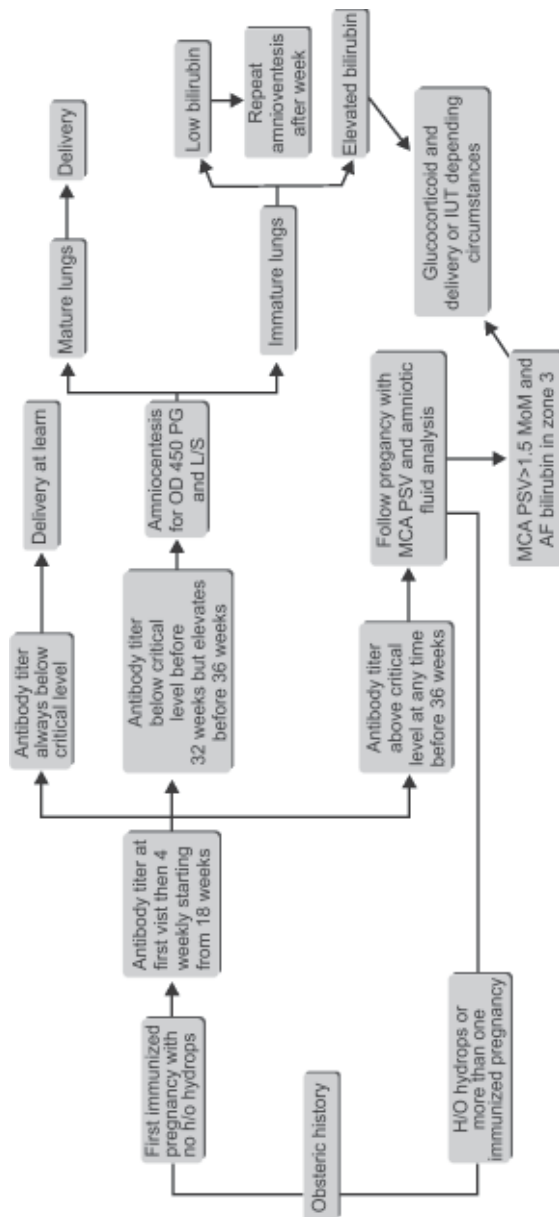 Obsteric history
First immunized
pregnancy with
no h/o hydrops
H/O hydrops or
more than one
immunized pregnancy
Antibody titer at
first vist then 4
weekly starting
from 18 weeks
Antibody titer
always below
critical level
Delivery at learn
Antibody titer
below critical
level before
32 weeks but elevates
before 36 weeks
Amniocentesis
for OD 450 PG
and L/S
Mature lungs
Delivery
Immature lungs
Low bilirubin
Repeat
amnioventesis
after week
Elevated bilirubin
Antibody titer
above critical
level at any time
before 36 weeks
Follow pregancy with
MCA PSV and amniotic
fluid analysis
MCA PSV>1.5 MoM and
AF bilirubin in zone 3
Glucocorticoid and
delivery or IUT depending
circumstances